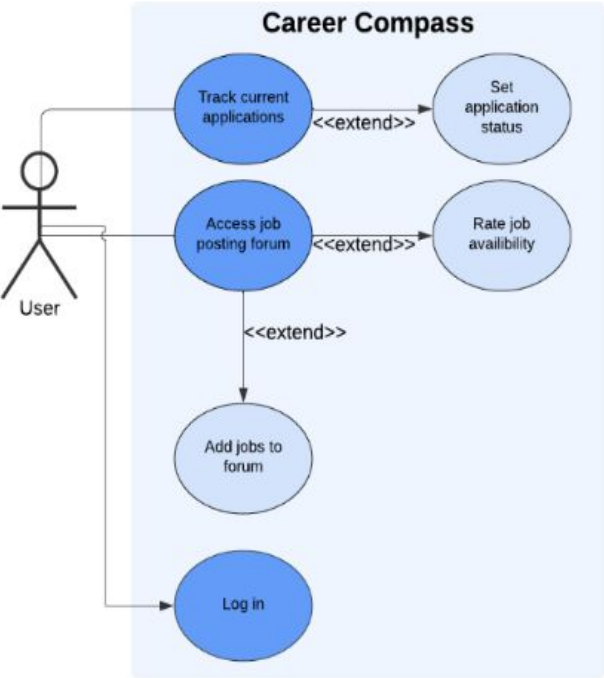 Career Compass
Track current
applications
<<extend>>
Set
application
status
Access job
posting forum
<<extend>>
Rate job
availibility
User
<<extend>>
Add jobs to
forum
Log in